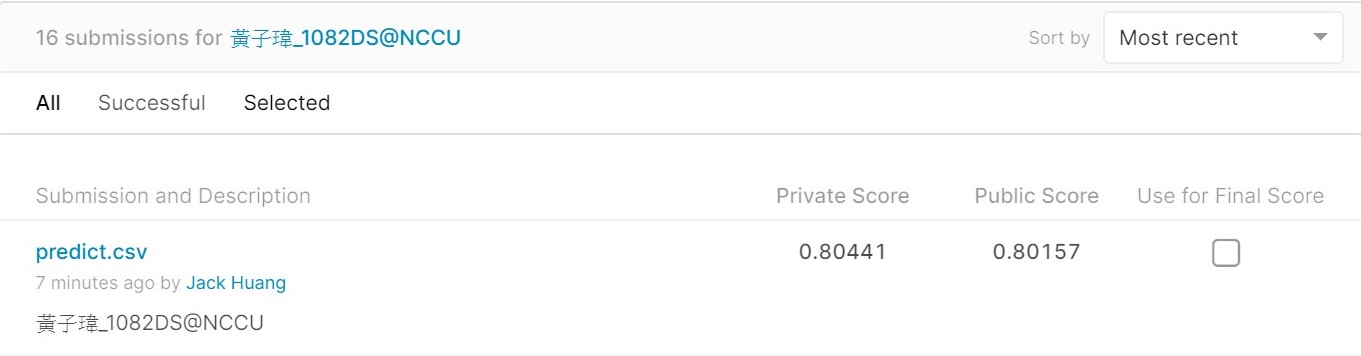 16 submissions for 黃子瑋_1082DS@NCCU Sort by Most recent
All Successful Selected
Submission and Description Private Score Public Score Use for Final Score
predict.csv 0.80441 0.80157
7 minutes ago by Jack Huang
黃子瑋_1082DS@NCCU